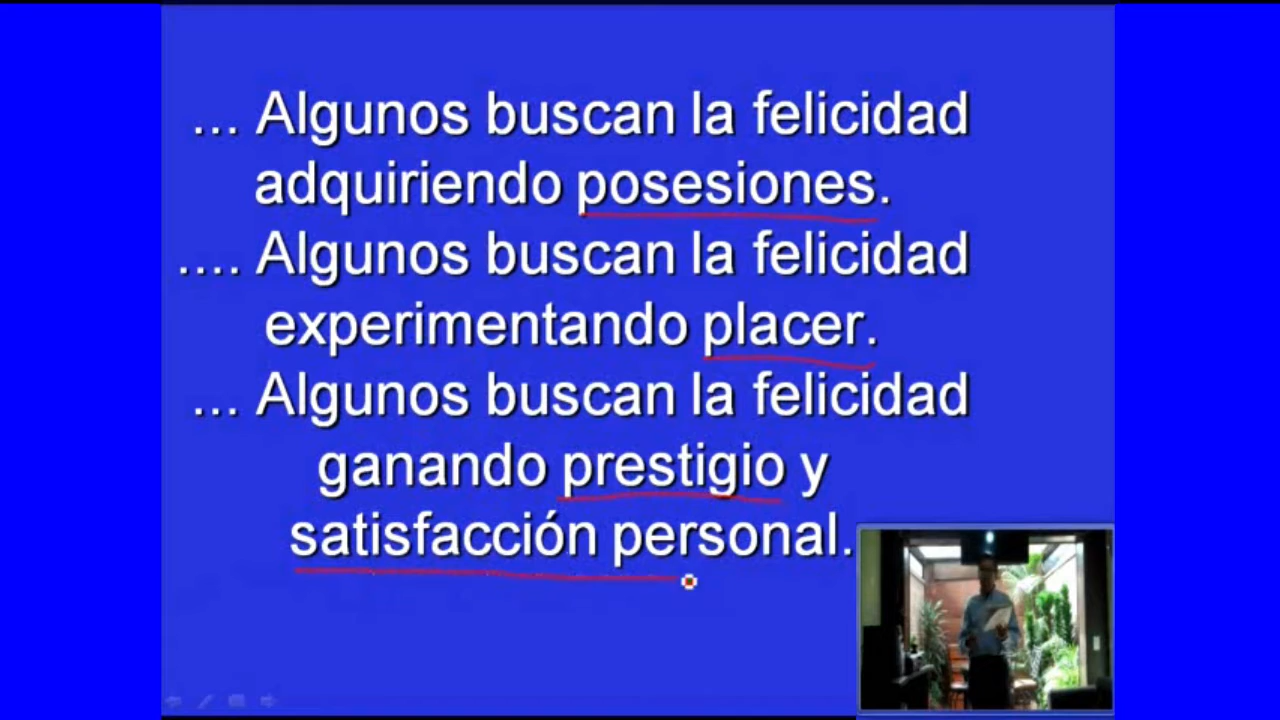 ... Algunos buscan la felicidad
adquiriendo posesiones.
.... Algunos buscan la felicidad
experimentando placer.
... Algunos buscan la felicidad
ganando prestigio y
satisfacción personal.